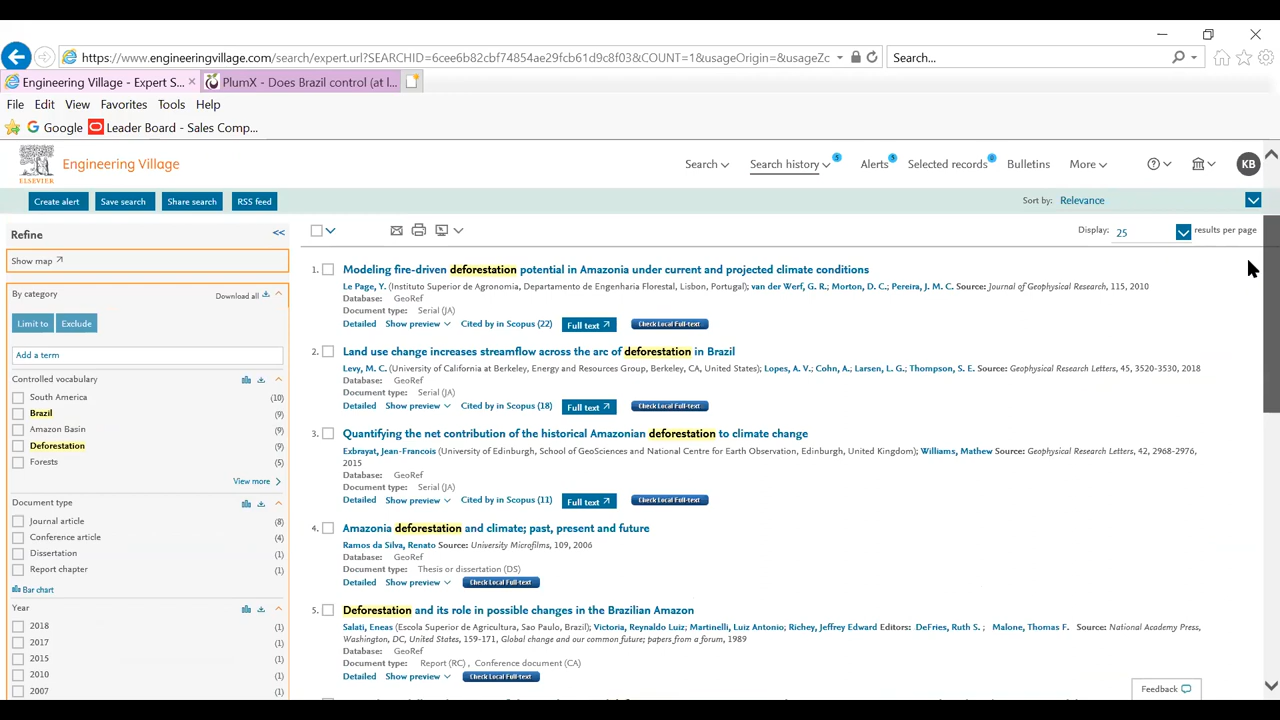 https://www.engineeringvillage.com/search/expert.url?SEARCHID=6cee6b82cbf74854ae29fcb61d9c8f03&COUNT=1&usageOrigin=&usageZc
Search...
Engineering Village - Expert S... PlumX - Does Brazil control (at l...
File Edit View Favorites Tools Help
Google Leader Board - Sales Comp...
ELSEVIER
Engineering Village
Search Search history 5 Alerts 5 Selected records 0 Bulletins More KB
Create alert Save search Share search RSS feed
Sort by: Relevance
Refine
Show map
By category Download all
Limit to Exclude
Add a term
Controlled vocabulary
South America (10)
Brazil (9)
Amazon Basin (9)
Deforestation (9)
Forests (5)
View more
Document type
Journal article (8)
Conference article (4)
Dissertation (1)
Report chapter (1)
Bar chart
Year
2018 (1)
2017 (1)
2015 (1)
2010 (1)
2007 (1)
Display: 25 results per page
1. Modeling fire-driven deforestation potential in Amazonia under current and projected climate conditions
Le Page, Y. (Instituto Superior de Agronomia, Departamento de Engenharia Florestal, Lisbon, Portugal); van der Werf, G. R.; Morton, D. C.; Pereira, J. M. C. Source: Journal of Geophysical Research, 115, 2010
Database: GeoRef
Document type: Serial (JA)
Detailed Show preview Cited by in Scopus (22) Full text Check Local Full-text
2. Land use change increases streamflow across the arc of deforestation in Brazil
Levy, M. C. (University of California at Berkeley, Energy and Resources Group, Berkeley, CA, United States); Lopes, A. V.; Cohn, A.; Larsen, L. G.; Thompson, S. E. Source: Geophysical Research Letters, 45, 3520-3530, 2018
Database: GeoRef
Document type: Serial (JA)
Detailed Show preview Cited by in Scopus (18) Full text Check Local Full-text
3. Quantifying the net contribution of the historical Amazonian deforestation to climate change
Exbrayat, Jean-Francois (University of Edinburgh, School of GeoSciences and National Centre for Earth Observation, Edinburgh, United Kingdom); Williams, Mathew Source: Geophysical Research Letters, 42, 2968-2976,
2015
Database: GeoRef
Document type: Serial (JA)
Detailed Show preview Cited by in Scopus (11) Full text Check Local Full-text
4. Amazonia deforestation and climate; past, present and future
Ramos da Silva, Renato Source: University Microfilms, 109, 2006
Database: GeoRef
Document type: Thesis or dissertation (DS)
Detailed Show preview Check Local Full-text
5. Deforestation and its role in possible changes in the Brazilian Amazon
Salati, Eneas (Escola Superior de Agricultura, Sao Paulo, Brazil); Victoria, Reynaldo Luiz; Martinelli, Luiz Antonio; Richey, Jeffrey Edward Editors: DeFries, Ruth S. ; Malone, Thomas F. Source: National Academy Press,
Washington, DC, United States, 159-171, Global change and our common future; papers from a forum, 1989
Database: GeoRef
Document type: Report (RC) , Conference document (CA)
Detailed Show preview Check Local Full-text
Feedback